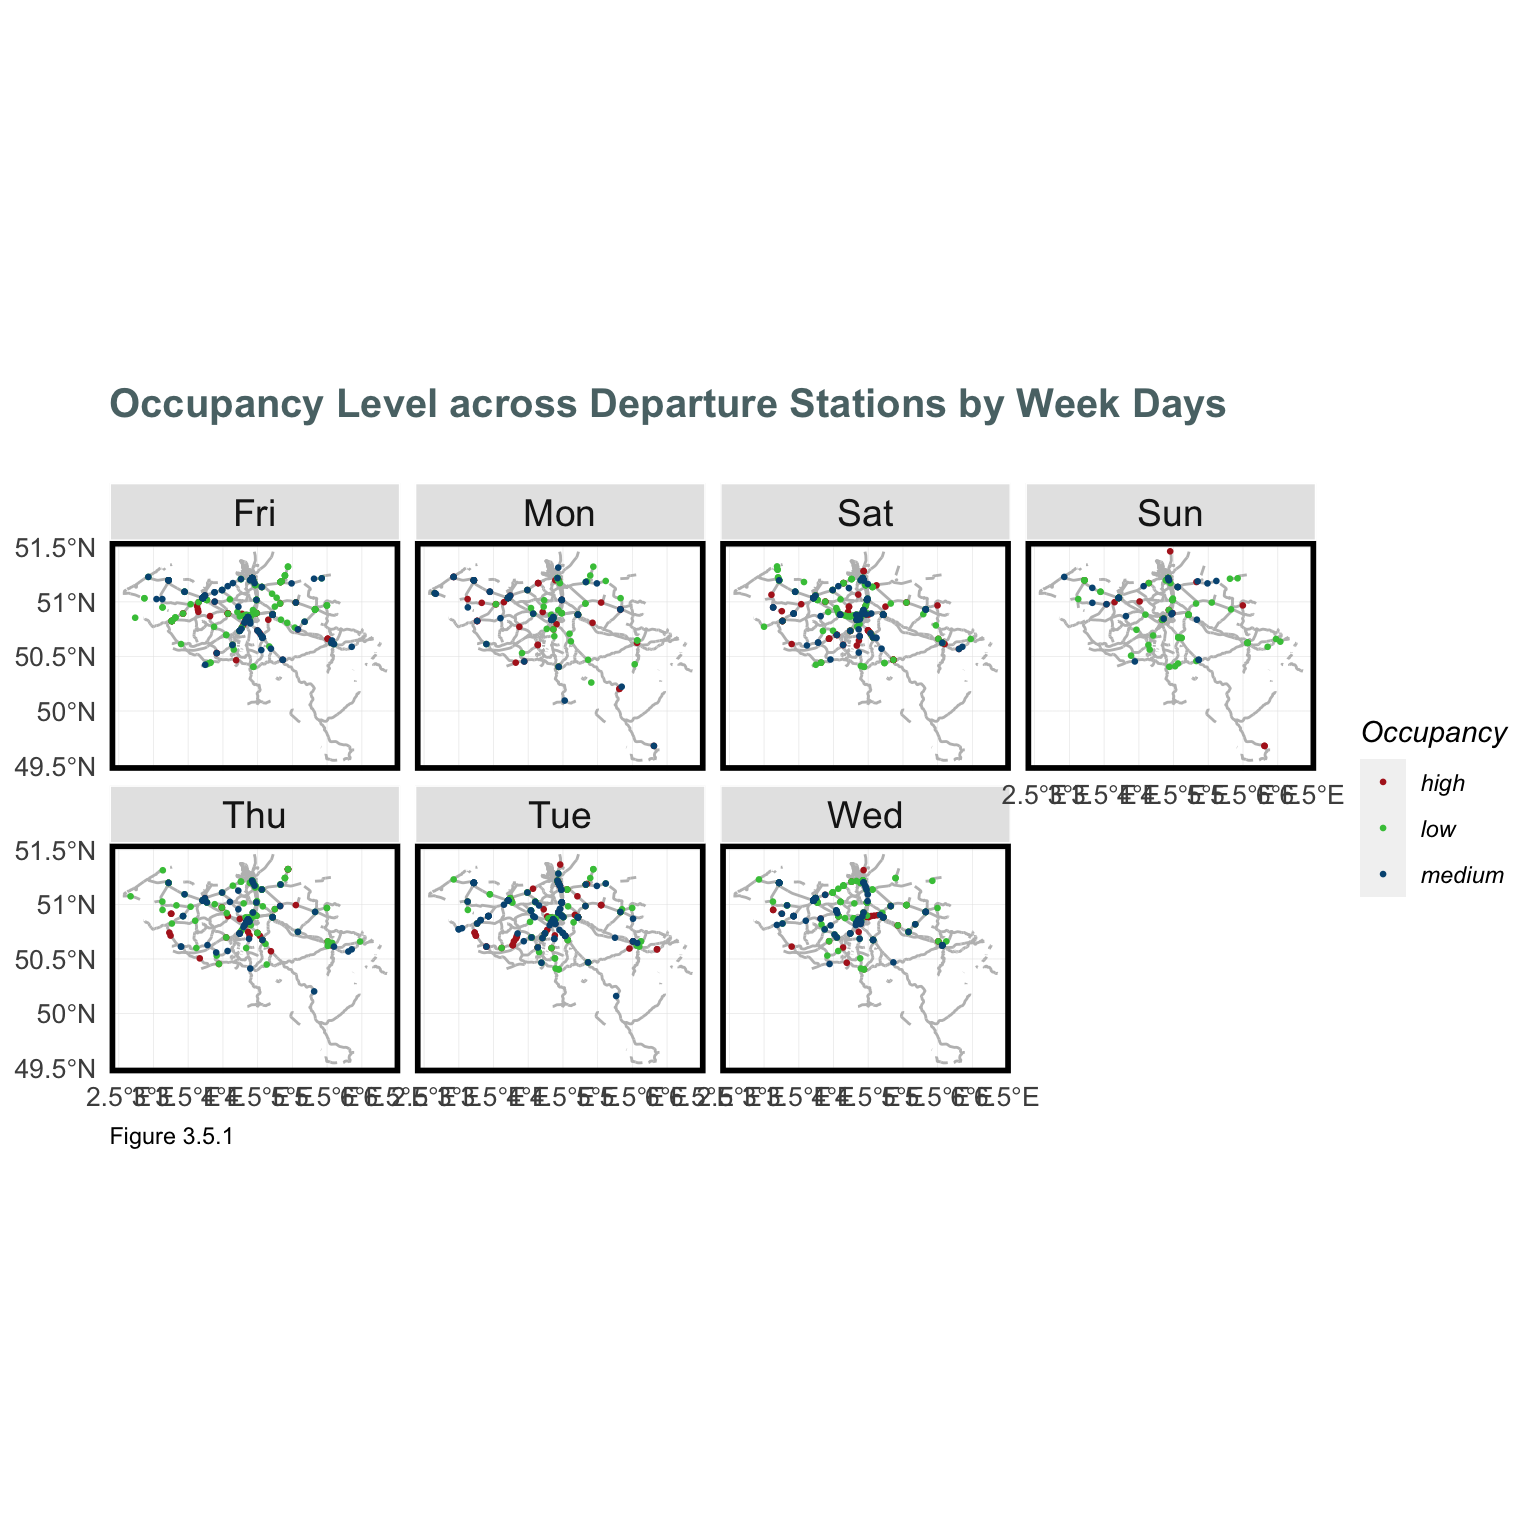 Occupancy Level across Departure Stations by Week Days
Fri Mon Sat Sun
51.5°N
51°N
50.5°N
50°N
49.5°N
Occupancy
high
low
medium
Thu Tue Wed
51.5°N
51°N
50.5°N
50°N
49.5°N
Figure 3.5.1